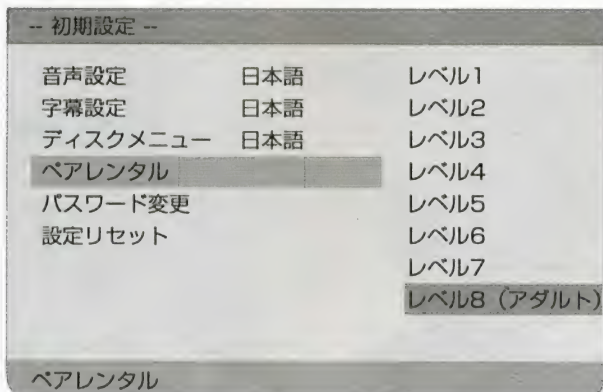 -- 初期設定 --
音声設定 日本語 レベル1
字幕設定 日本語 レベル2
ディスクメニュー 日本語 レベル3
ペアレンタル レベル4
パスワード変更 レベル5
設定リセット レベル6
レベル7
レベル8（アダルト）
ペアレンタル